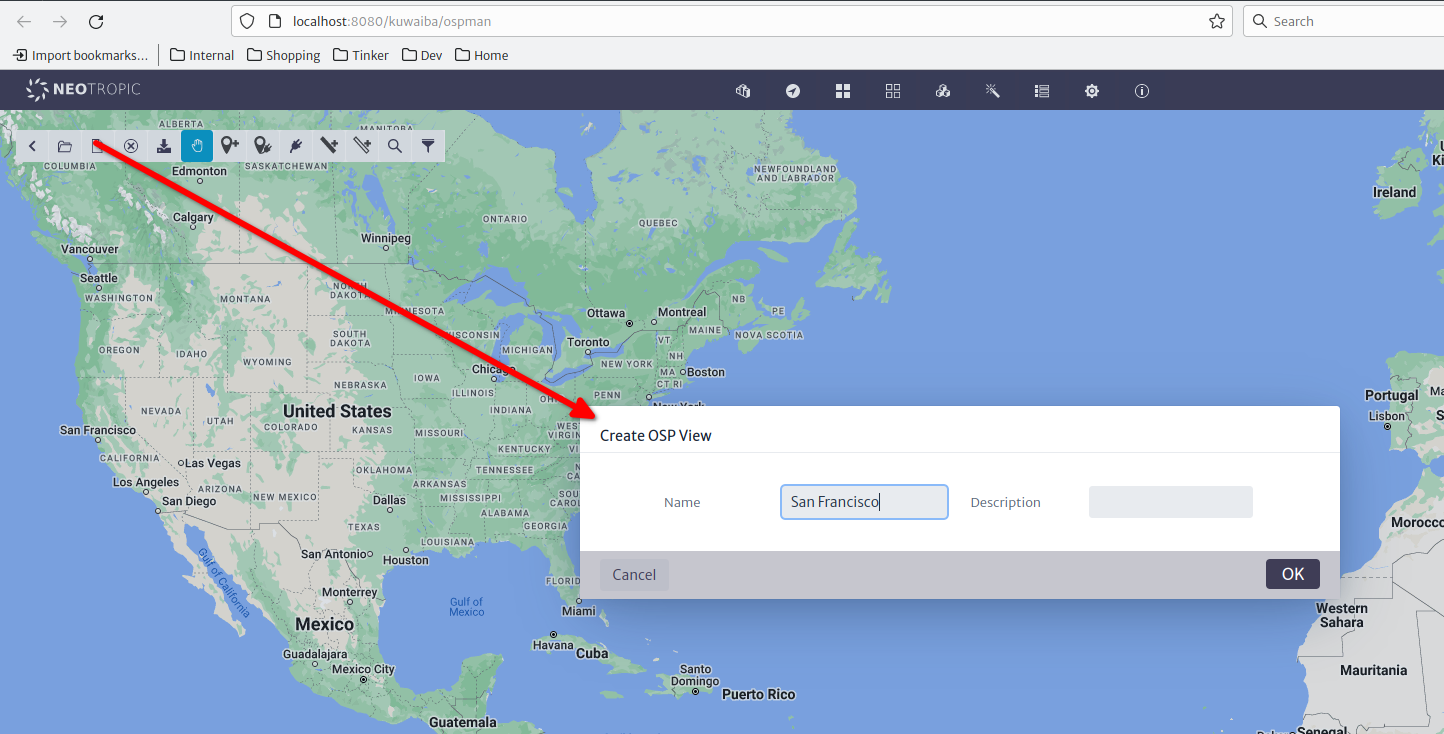 localhost:8080/kuwaiba/ospman
Search
Import bookmarks...
Internal
Shopping
Tinker
Dev
Home
NEOTROPIC
ALBERTA
MANITOBA
COLUMBIA
SASKATCHEWAN
Edmonton
NEWFOUNDLAND
AND LABRADOR
Ireland
Calgary
ONTARIO
QUEBEC
Vancouver
Winnipeg
Seattle
WASHINGTON
MONTANA
NORTH
DAKOTA
MINNESOTA
NB
PE
Ottawa
Montreal
MAINE
NOVA SCOTIA
OREGON
IDAHO
SOUTH
DAKOTA
WISCONSIN
MICHIGAN
Toronto
VT
NH
WYOMING
NEW YORK
MA
Boston
Chicago
CT RI
IOWA
NEBRASKA
ILLINOIS
PENN
Portugal
Lisbon
NEVADA
UTAH
United States
INDIANA
New York
COLORADO
KANSAS
MISSOURI
San Francisco
CALIFORNIA
Las Vegas
KENTUCKY
OKLAHOMA
TENNESSEE
Los Angeles
ARIZONA
NEW MEXICO
ARKANSAS
San Diego
Dallas
MISSISSIPPI
ALABAMA
TEXAS
GEORGIA
LOUISIANA
San Antonio
Houston
Gulf of California
Monterrey
Gulf of
Mexico
Miami
Mexico
Havana
Cuba
Guadalajara
Mexico City
Santo
Domingo
Puerto Rico
Guatemala
Create OSP View
Name
San Francisco
Description
Cancel
OK
Morocco
Western
Sahara
Mauritania
Senegal